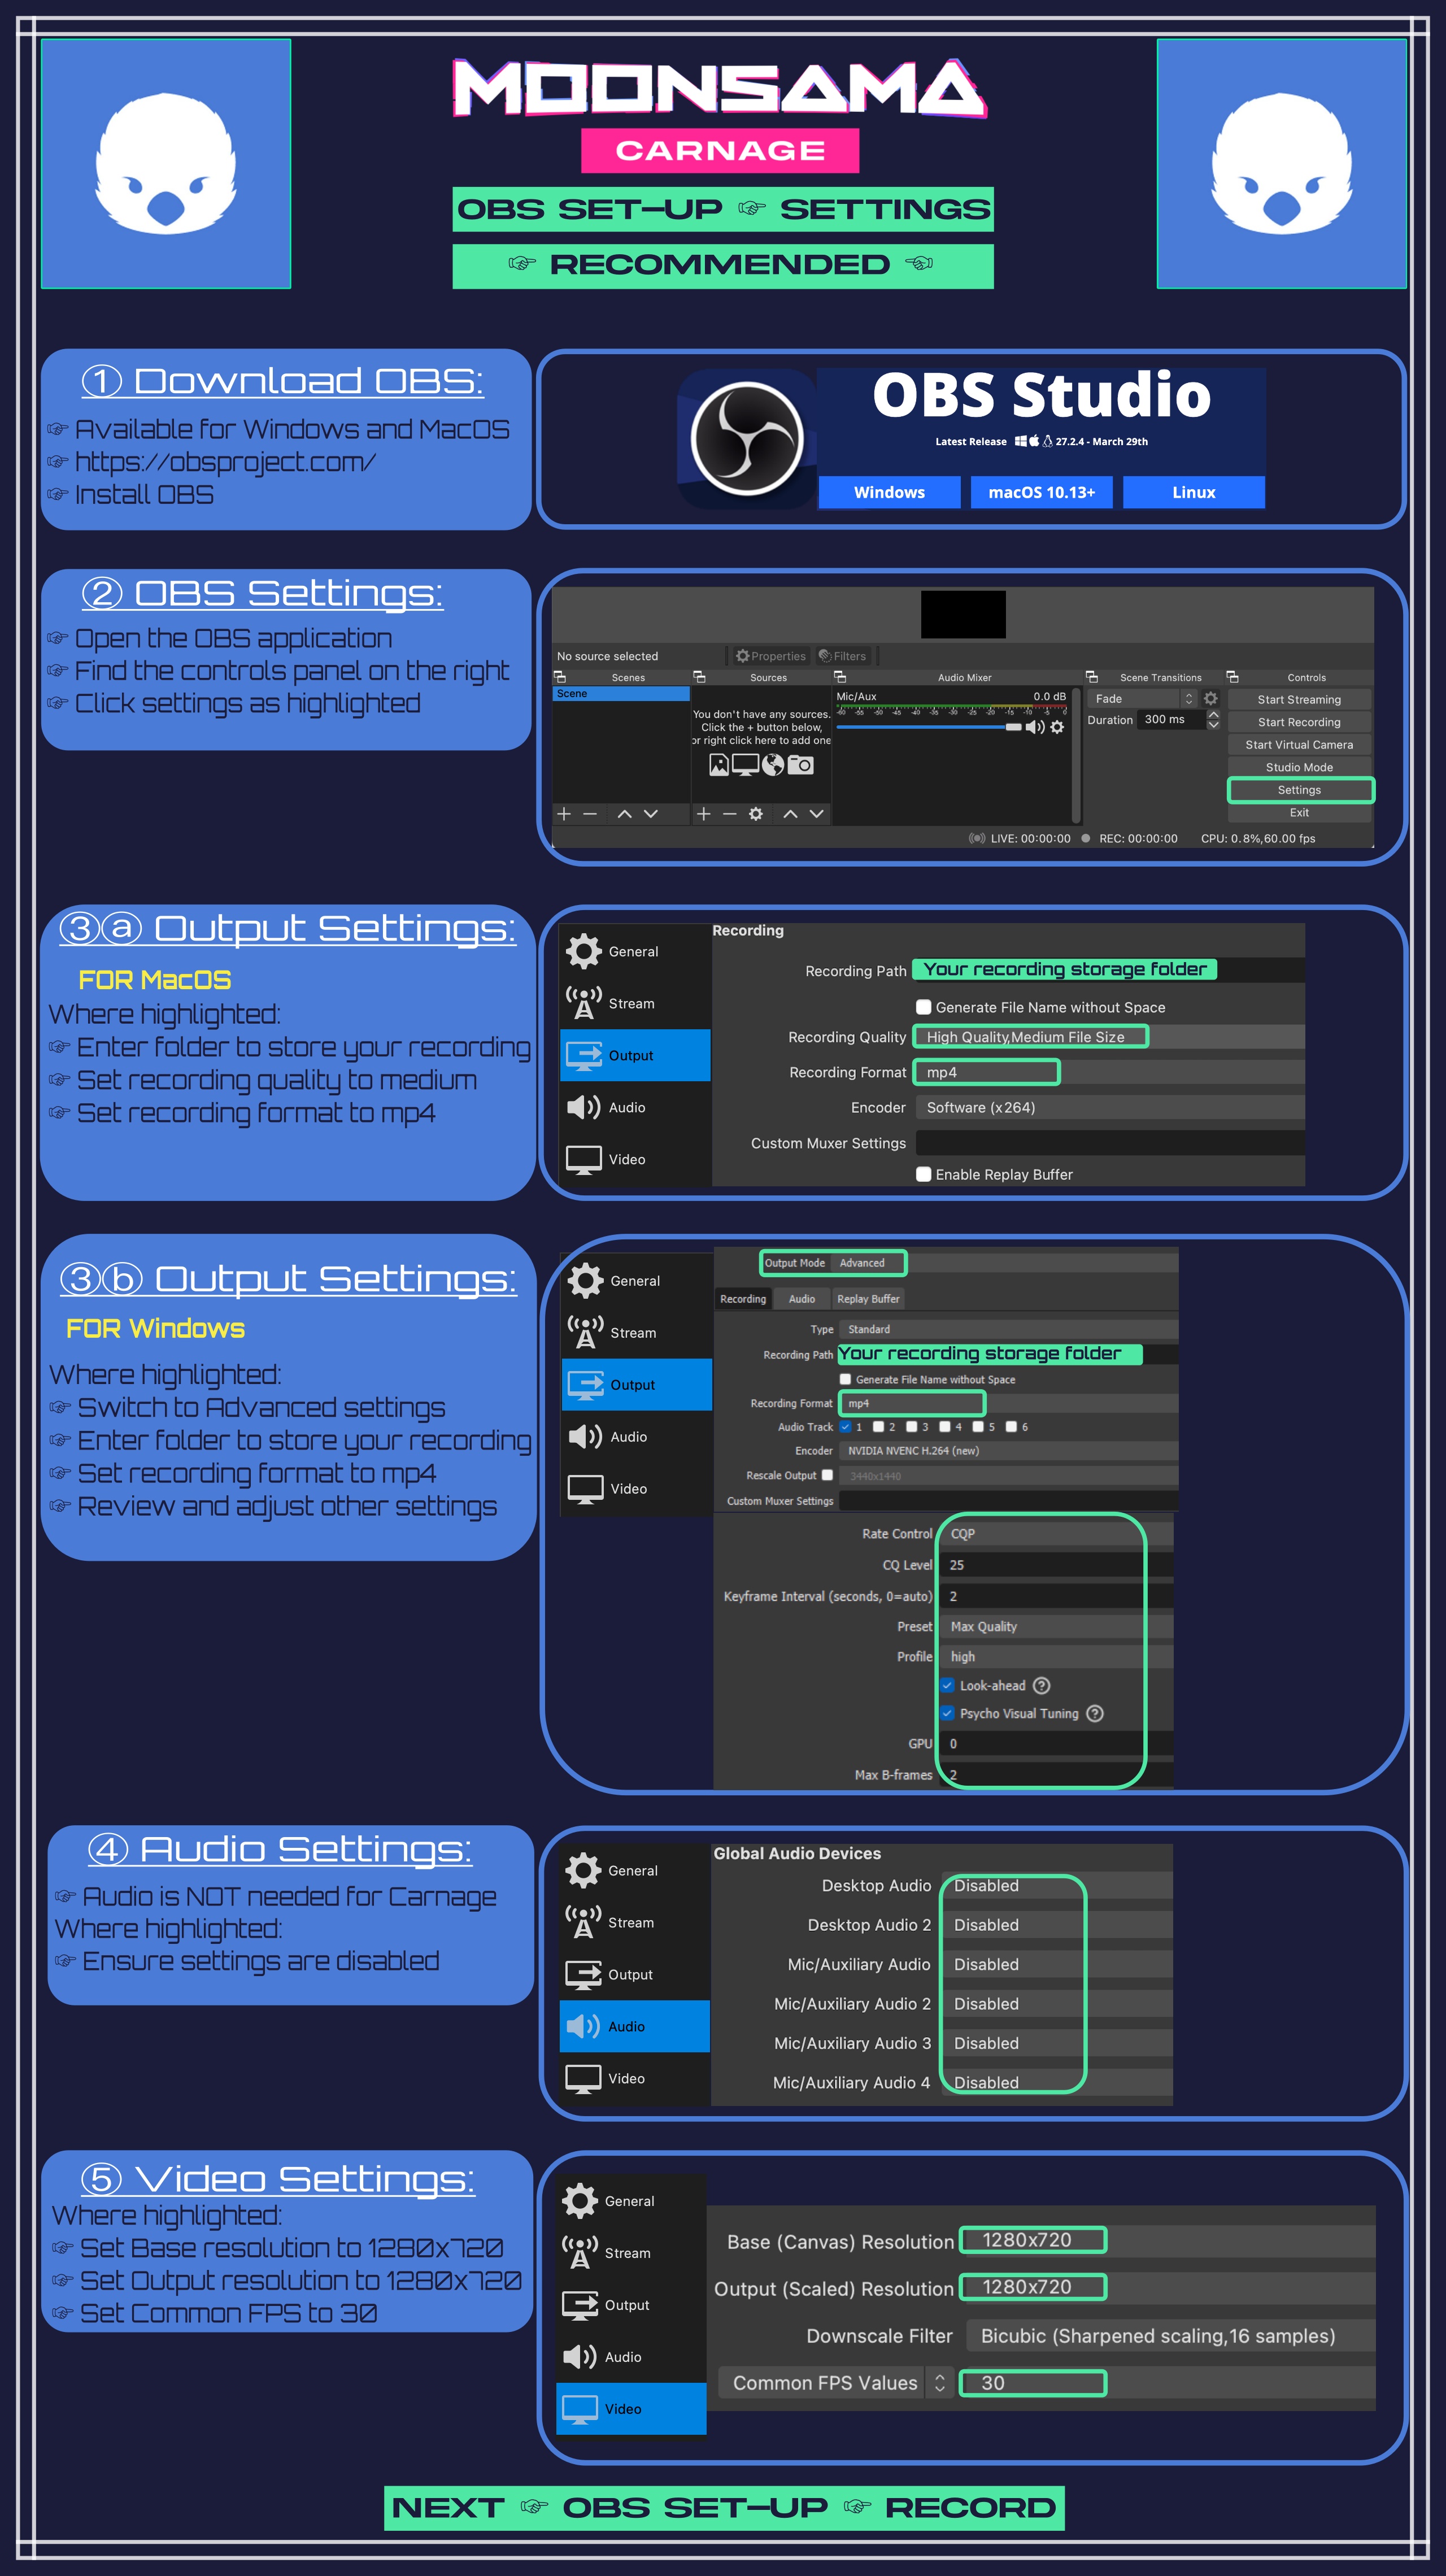 MOONSAMA
CARNAGE
OBS SET-UP ☞ SETTINGS
☞ RECOMMENDED ☜
① Download OBS:
☞ Available for Windows and MacOS
☞ https://obsproject.com/
☞ Install OBS
OBS Studio
Latest Release 27.2.4 - March 29th
Windows macOS 10.13+ Linux
② OBS Settings:
☞ Open the OBS application
☞ Find the controls panel on the right
☞ Click settings as highlighted
No source selected Properties Filters
Scenes Sources Audio Mixer Scene Transitions Controls
Scene
You don't have any sources.
Click the + button below,
or right click here to add one
Mic/Aux 0.0 dB
-60 -55 -50 -45 -40 -35 -30 -25 -20 -15 -10 -5 0
Fade
Duration 300 ms
Start Streaming
Start Recording
Start Virtual Camera
Studio Mode
Settings
Exit
LIVE: 00:00:00 REC: 00:00:00 CPU: 0.8%,60.00 fps
③ⓐ Output Settings:
FOR MacOS
Where highlighted:
☞ Enter folder to store your recording
☞ Set recording quality to medium
☞ Set recording format to mp4
General
Stream
Output
Audio
Video
Recording
Recording Path Your recording storage folder
Generate File Name without Space
Recording Quality High Quality,Medium File Size
Recording Format mp4
Encoder Software (x264)
Custom Muxer Settings
Enable Replay Buffer
③ⓑ Output Settings:
FOR Windows
Where highlighted:
☞ Switch to Advanced settings
☞ Enter folder to store your recording
☞ Set recording format to mp4
☞ Review and adjust other settings
General
Stream
Output
Audio
Video
Output Mode Advanced
Recording Audio Replay Buffer
Type Standard
Recording Path Your recording storage folder
Generate File Name without Space
Recording Format mp4
Audio Track 1 2 3 4 5 6
Encoder NVIDIA NVENC H.264 (new)
Rescale Output 3440x1440
Custom Muxer Settings
Rate Control CQP
CQ Level 25
Keyframe Interval (seconds, 0=auto) 2
Preset Max Quality
Profile high
Look-ahead ?
Psycho Visual Tuning ?
GPU 0
Max B-frames 2
④ Audio Settings:
☞ Audio is NOT needed for Carnage
Where highlighted:
☞ Ensure settings are disabled
General
Stream
Output
Audio
Video
Global Audio Devices
Desktop Audio Disabled
Desktop Audio 2 Disabled
Mic/Auxiliary Audio Disabled
Mic/Auxiliary Audio 2 Disabled
Mic/Auxiliary Audio 3 Disabled
Mic/Auxiliary Audio 4 Disabled
⑤ Video Settings:
Where highlighted:
☞ Set Base resolution to 1280x720
☞ Set Output resolution to 1280x720
☞ Set Common FPS to 30
General
Stream
Output
Audio
Video
Base (Canvas) Resolution 1280x720
Output (Scaled) Resolution 1280x720
Downscale Filter Bicubic (Sharpened scaling,16 samples)
Common FPS Values 30
NEXT ☞ OBS SET-UP ☞ RECORD